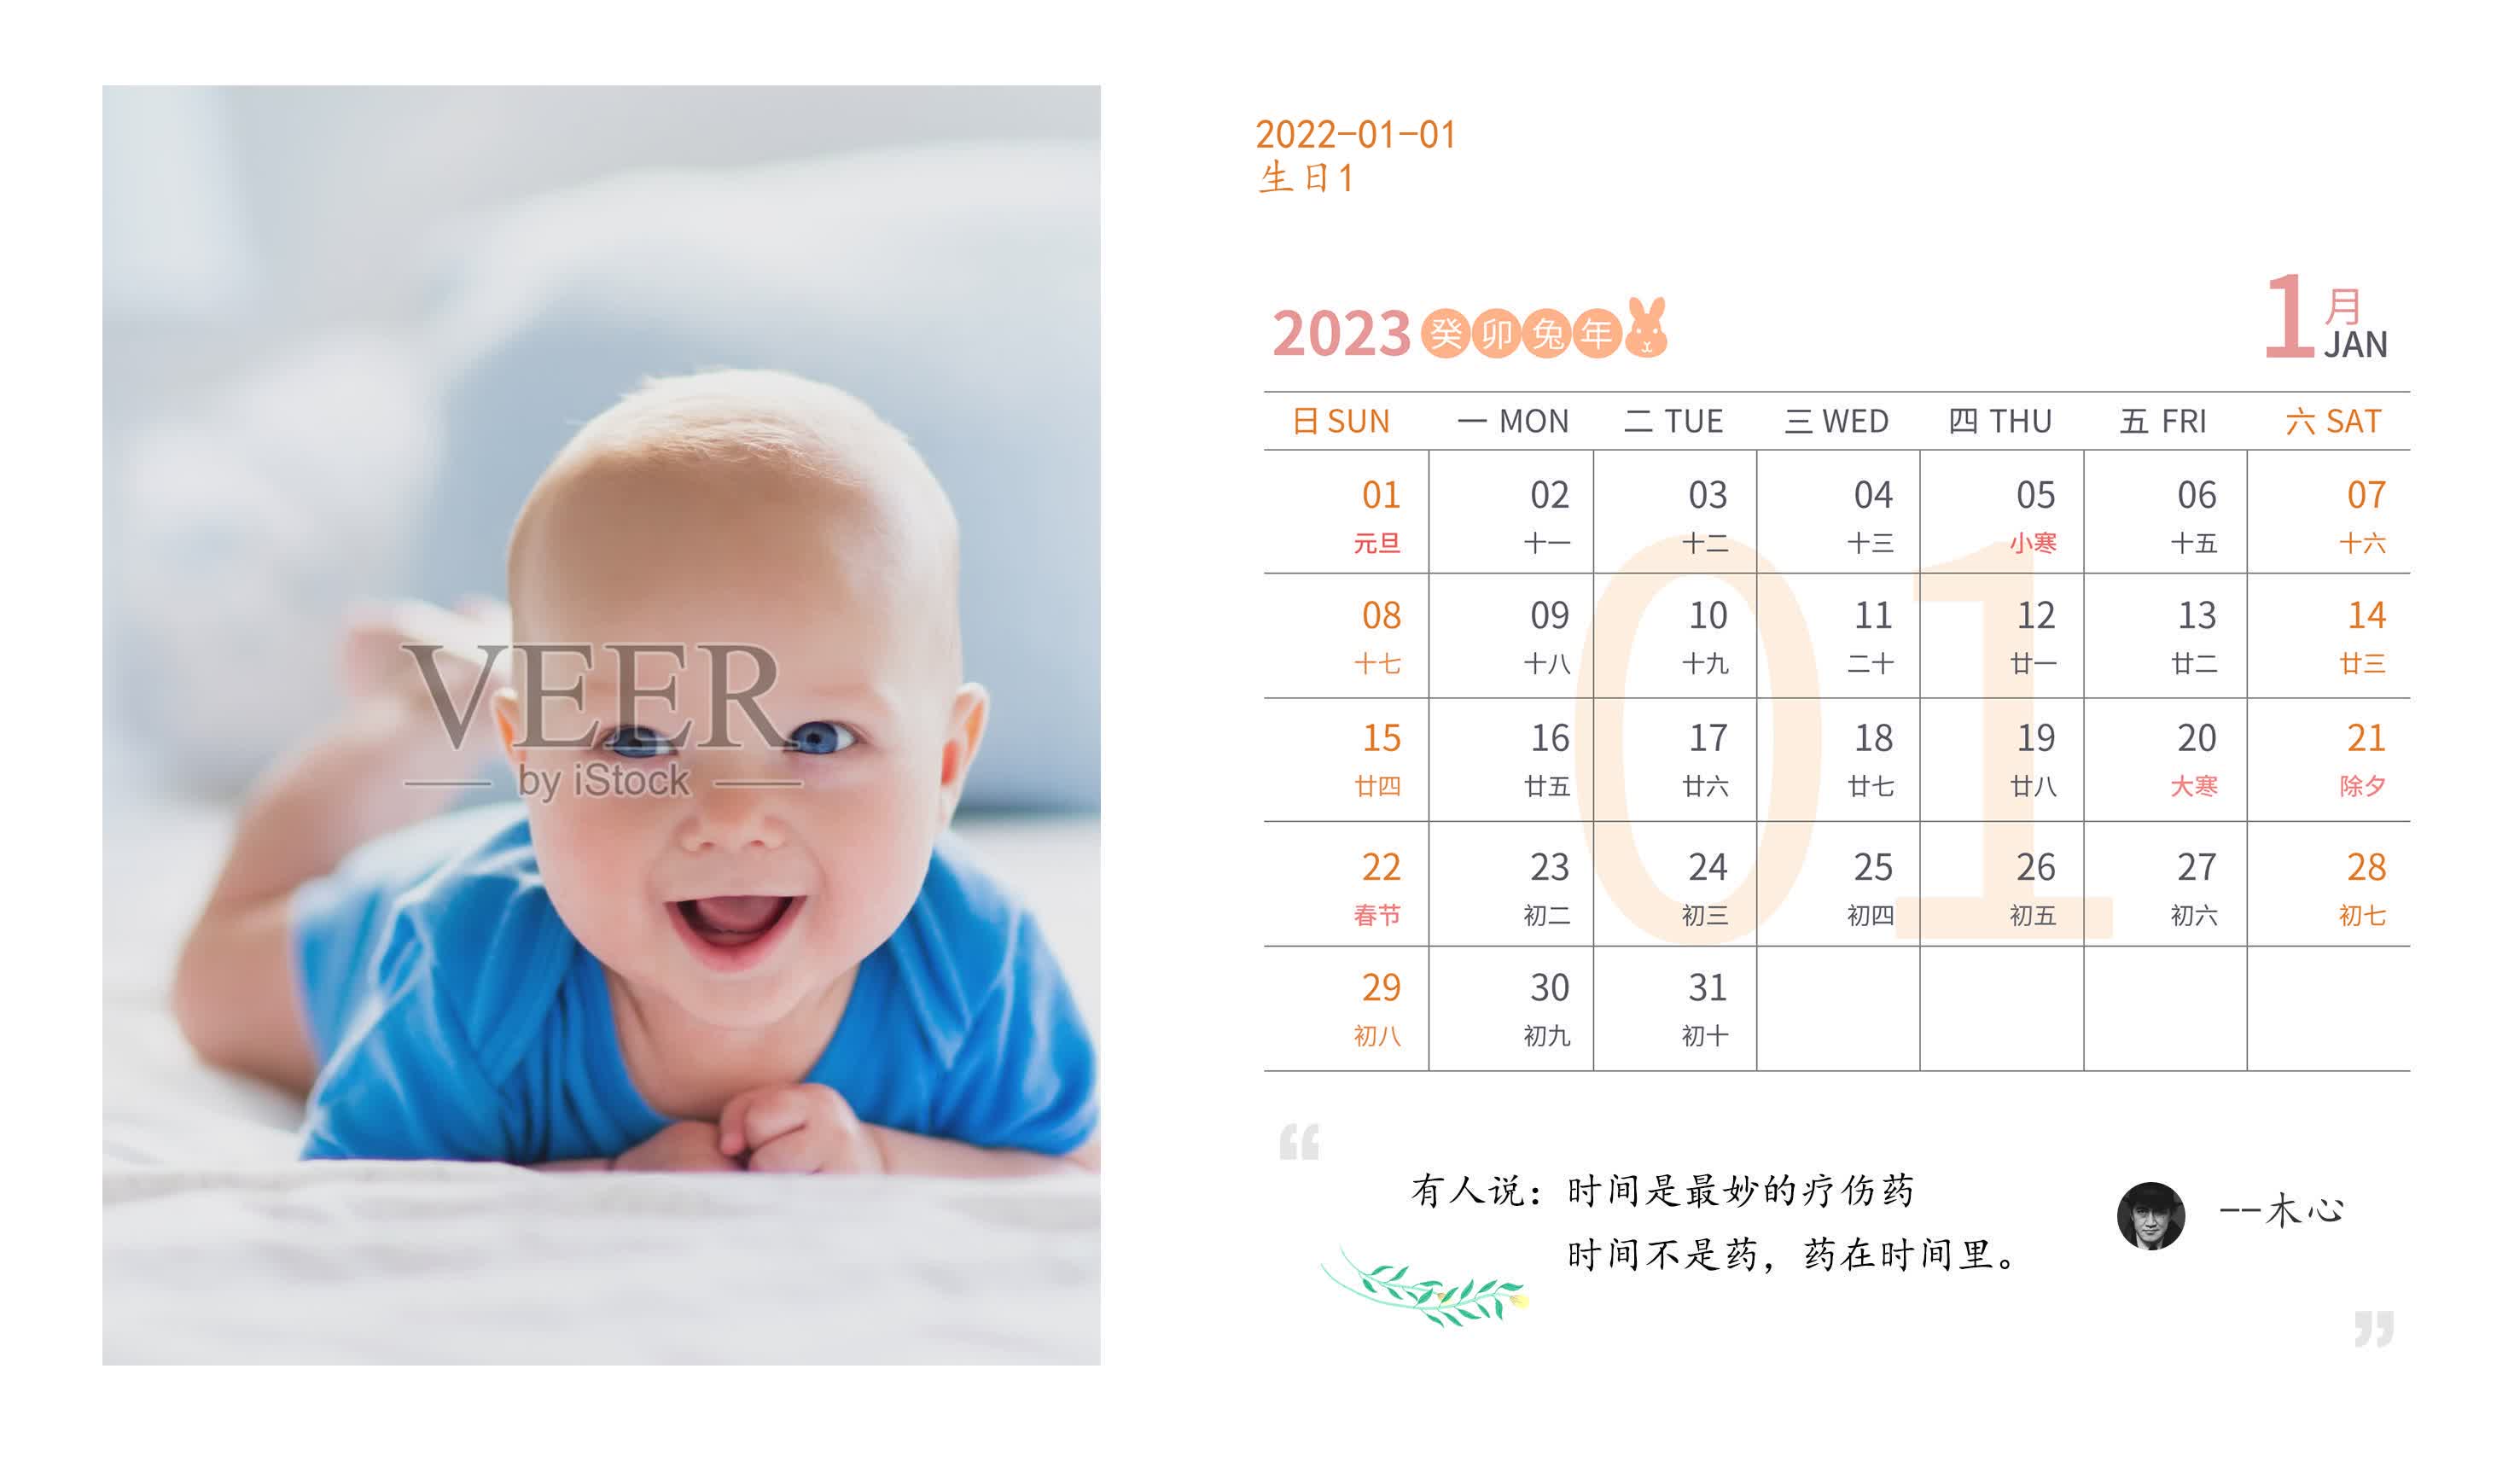 VEER
by iStock
2022-01-01
生日1
2023 癸卯兔年
1月
JAN
日 SUN 一 MON 二 TUE 三 WED 四 THU 五 FRI 六 SAT
01 02 03 04 05 06 07
元旦 十一 十二 十三 小寒 十五 十六
08 09 10 11 12 13 14
十七 十八 十九 二十 廿一 廿二 廿三
15 16 17 18 19 20 21
廿四 廿五 廿六 廿七 廿八 大寒 除夕
22 23 24 25 26 27 28
春节 初二 初三 初四 初五 初六 初七
29 30 31
初八 初九 初十
01
“
有人说：时间是最妙的疗伤药
时间不是药，药在时间里。
--木心
”